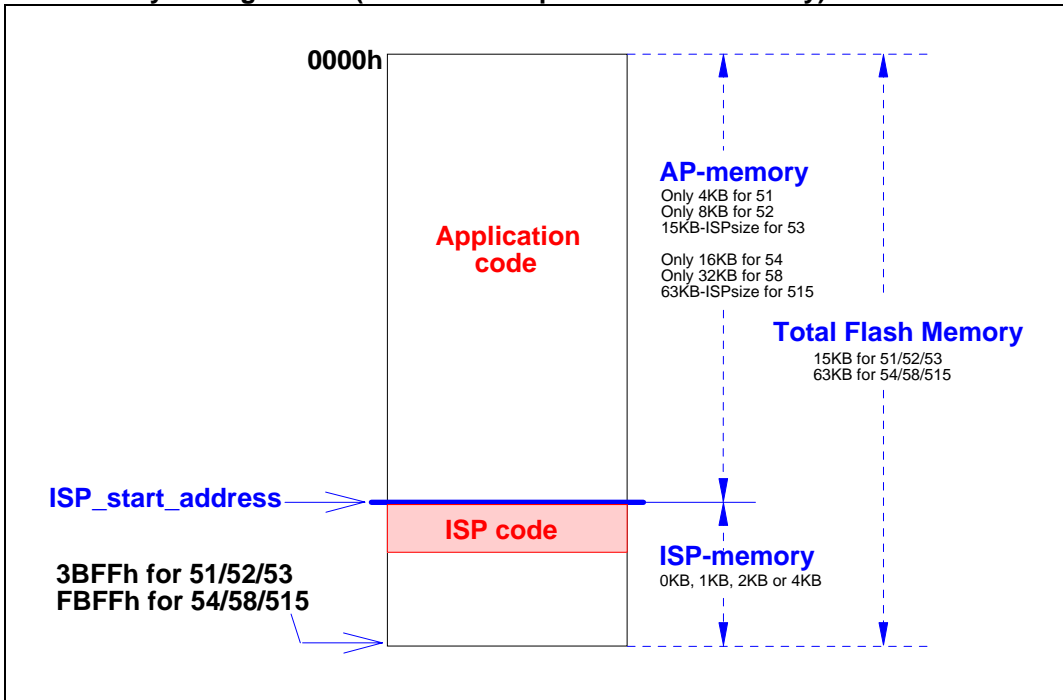 0000h
AP-memory
Only 4KB for 51
Only 8KB for 52
15KB-ISPsize for 53
Only 16KB for 54
Only 32KB for 58
63KB-ISPsize for 515
Application
code
Total Flash Memory
15KB for 51/52/53
63KB for 54/58/515
ISP_start_address
ISP code
ISP-memory
0KB, 1KB, 2KB or 4KB
3BFFh for 51/52/53
FBFFh for 54/58/515